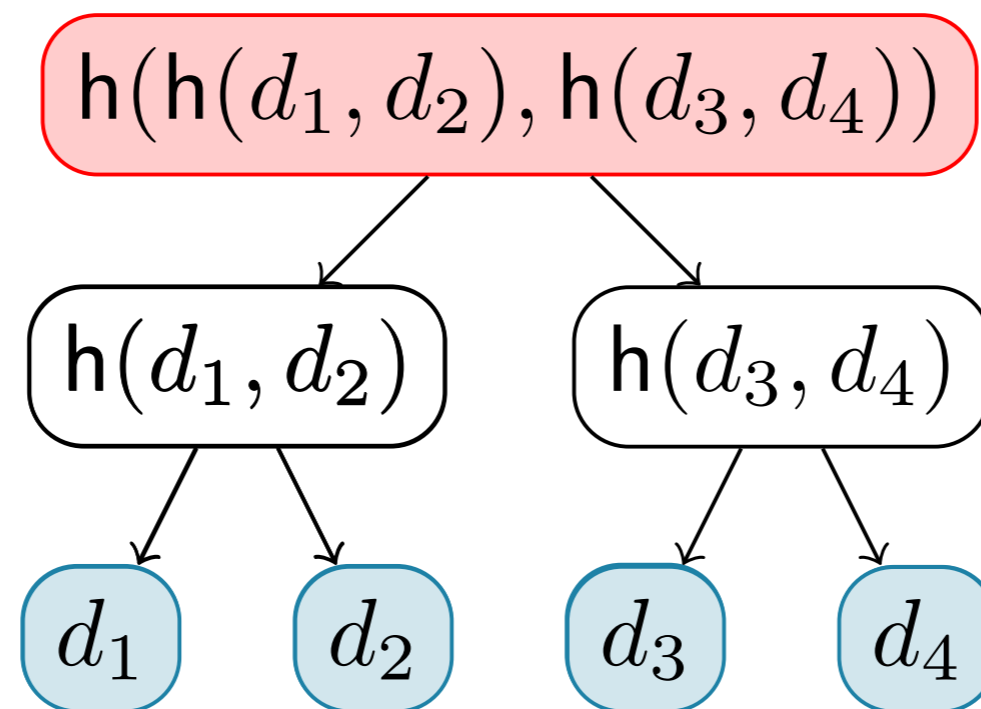 h(h(d₁, d₂), h(d₃, d₄))
h(d₁, d₂) h(d₃, d₄)
d₁ d₂ d₃ d₄